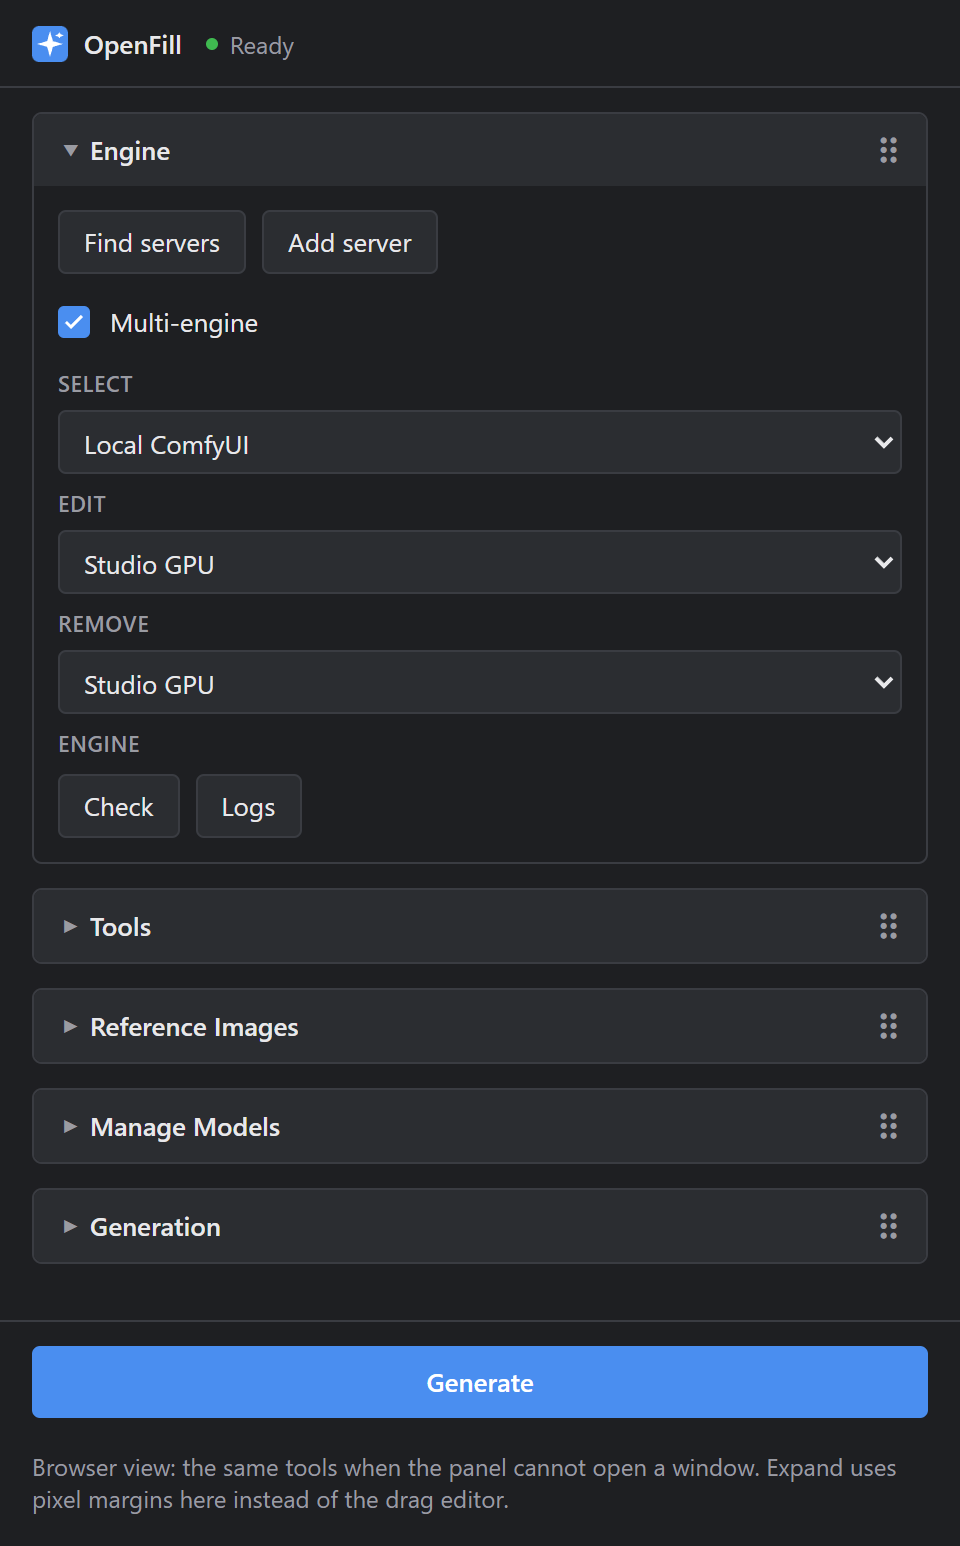 OpenFill
Ready
Engine
Find servers
Add server
Multi-engine
SELECT
Local ComfyUI
EDIT
Studio GPU
REMOVE
Studio GPU
ENGINE
Check
Logs
Tools
Reference Images
Manage Models
Generation
Generate
Browser view: the same tools when the panel cannot open a window. Expand uses
pixel margins here instead of the drag editor.